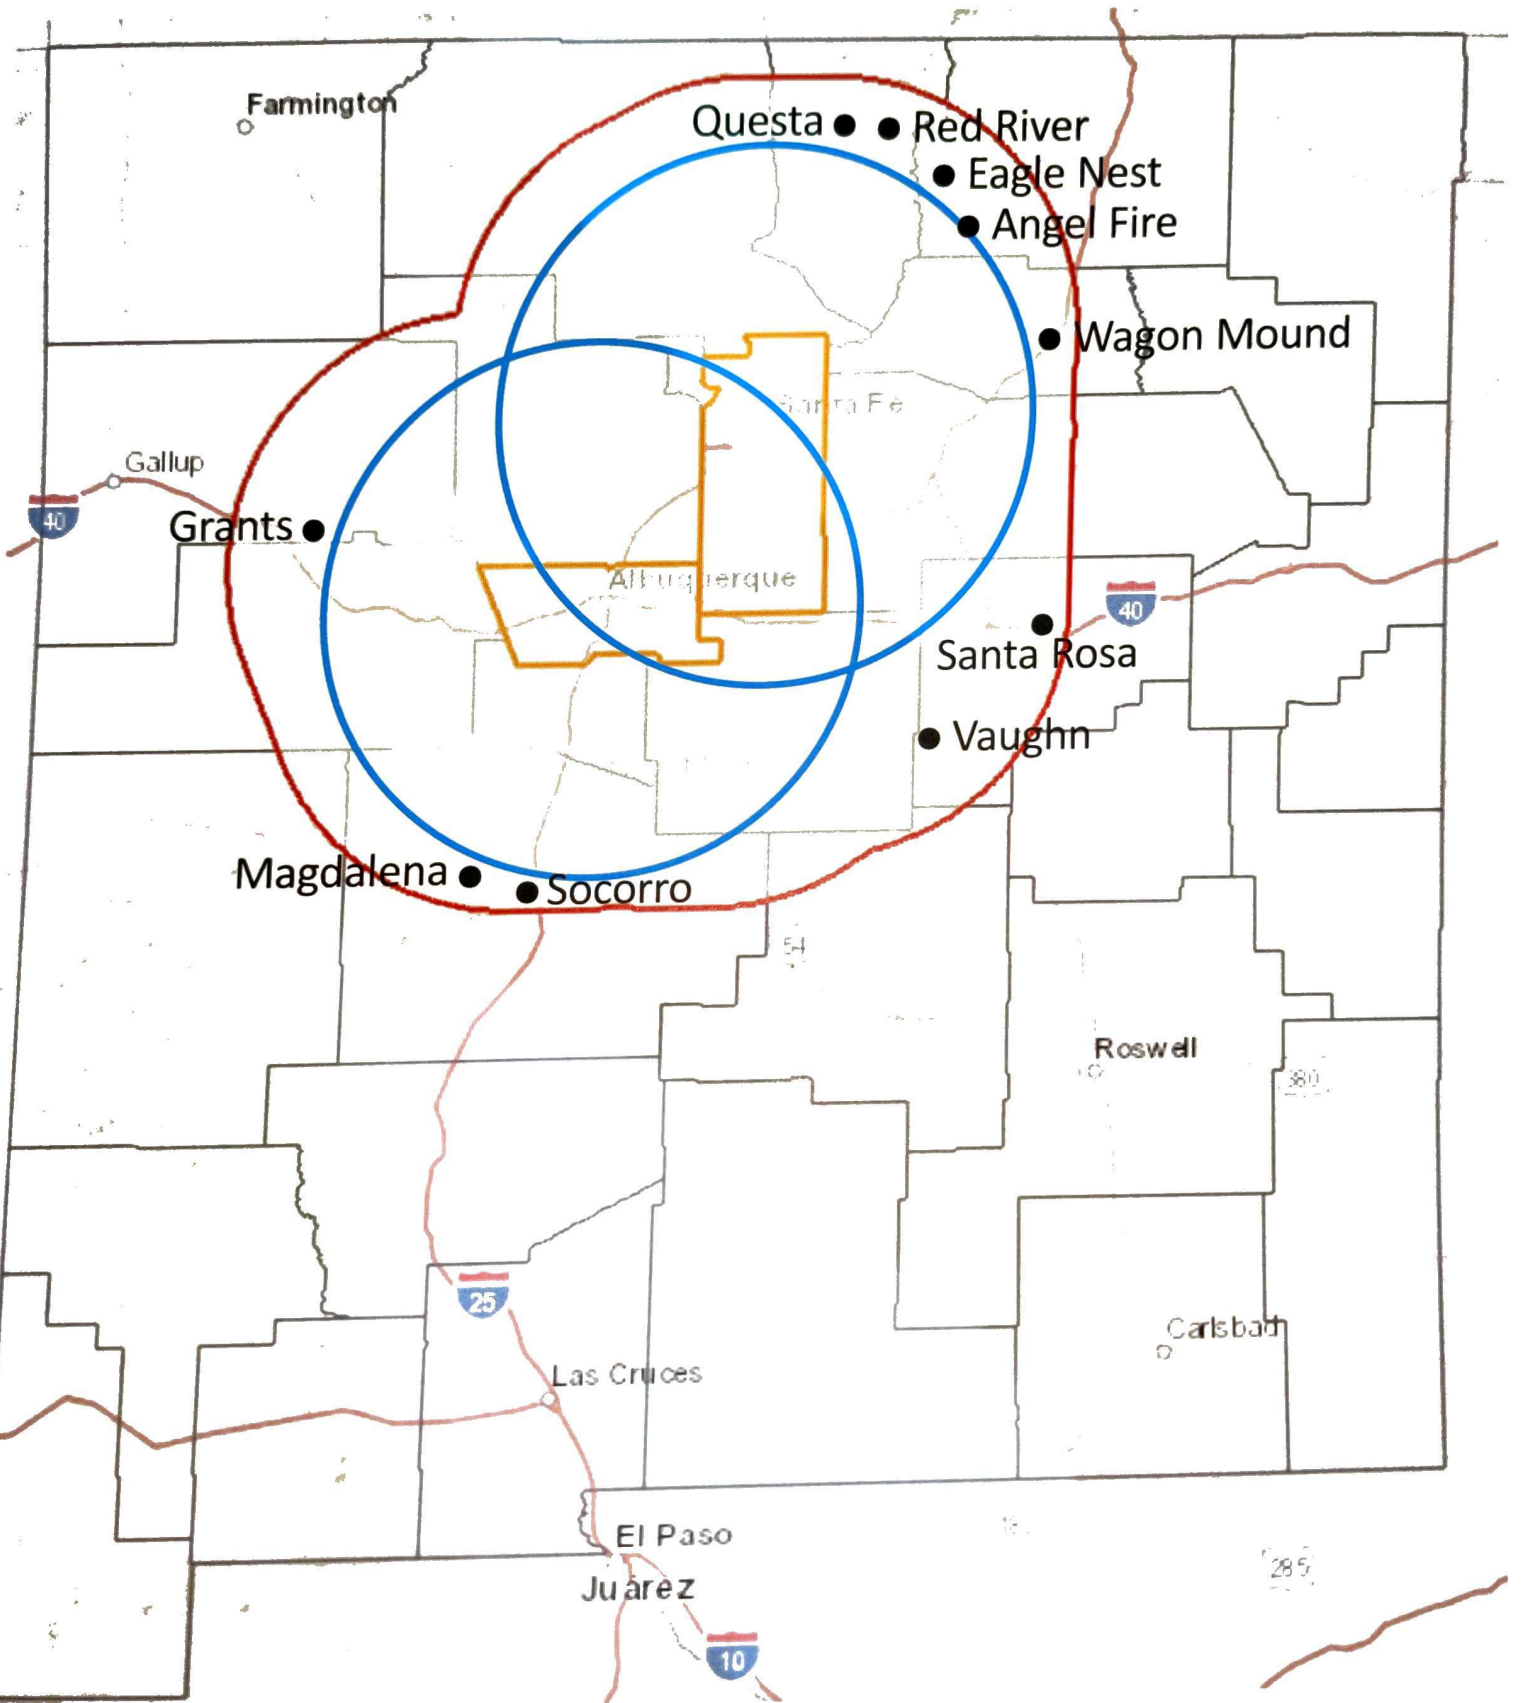 Farmington
Questa
Red River
Eagle Nest
Angel Fire
Wagon Mound
Santa Fe
Gallup
40
Grants
Albuquerque
40
Santa Rosa
Vaughn
Magdalena
Socorro
54
Roswell
380
25
Carlsbad
Las Cruces
El Paso
Juárez
285
10